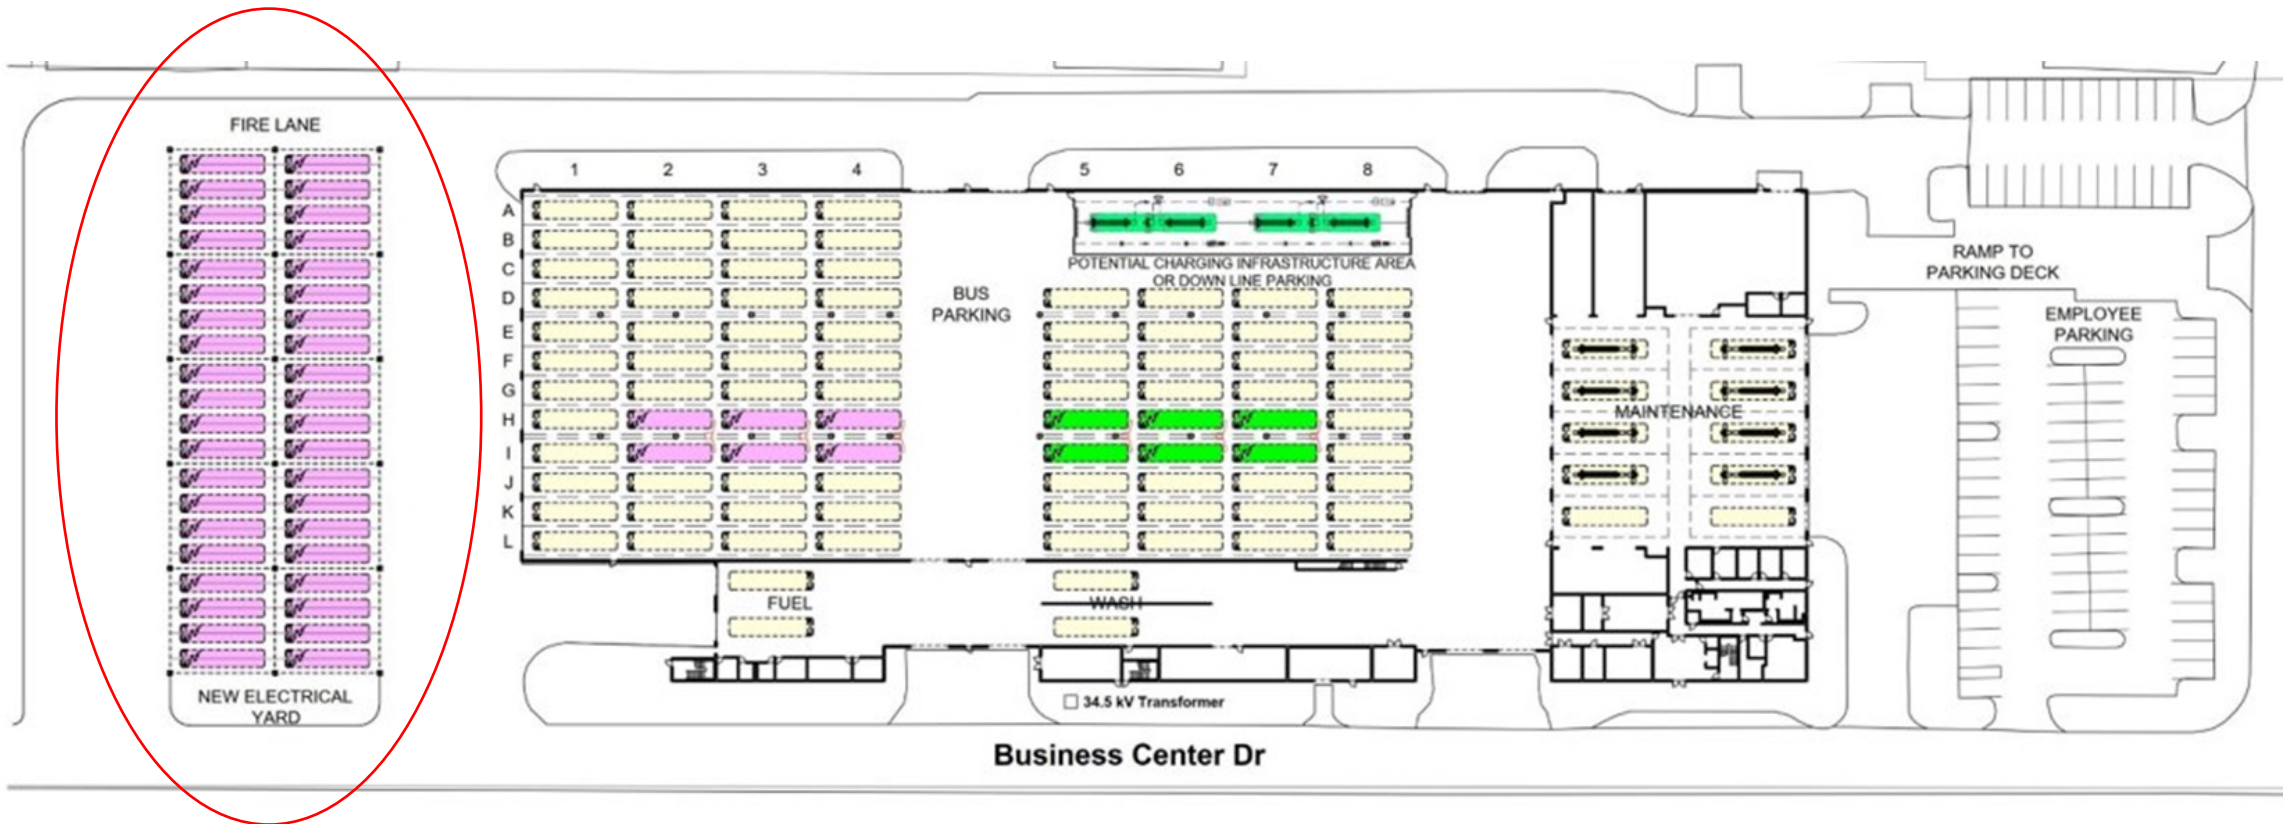 FIRE LANE
NEW ELECTRICAL
YARD
1 2 3 4 5 6 7 8
A
B
C
D
E
F
G
H
I
J
K
L
BUS
PARKING
POTENTIAL CHARGING INFRASTRUCTURE AREA
OR DOWN LINE PARKING
FUEL
WASH
MAINTENANCE
RAMP TO
PARKING DECK
EMPLOYEE
PARKING
34.5 kV Transformer
Business Center Dr